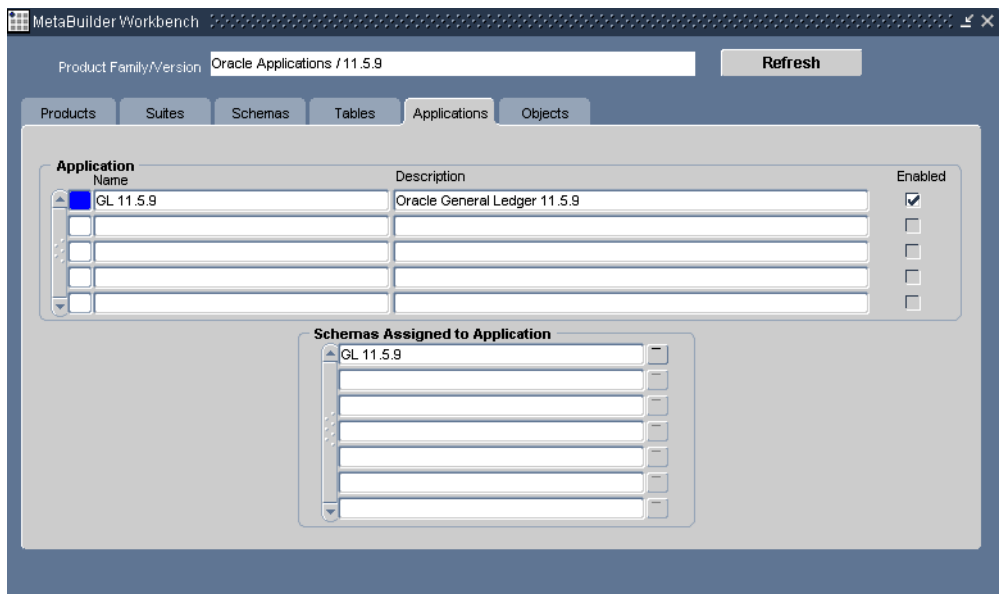 MetaBuilder Workbench
Product Family/Version Oracle Applications / 11.5.9 Refresh
Products Suites Schemas Tables Applications Objects
Application
Name Description Enabled
GL 11.5.9 Oracle General Ledger 11.5.9
Schemas Assigned to Application
GL 11.5.9